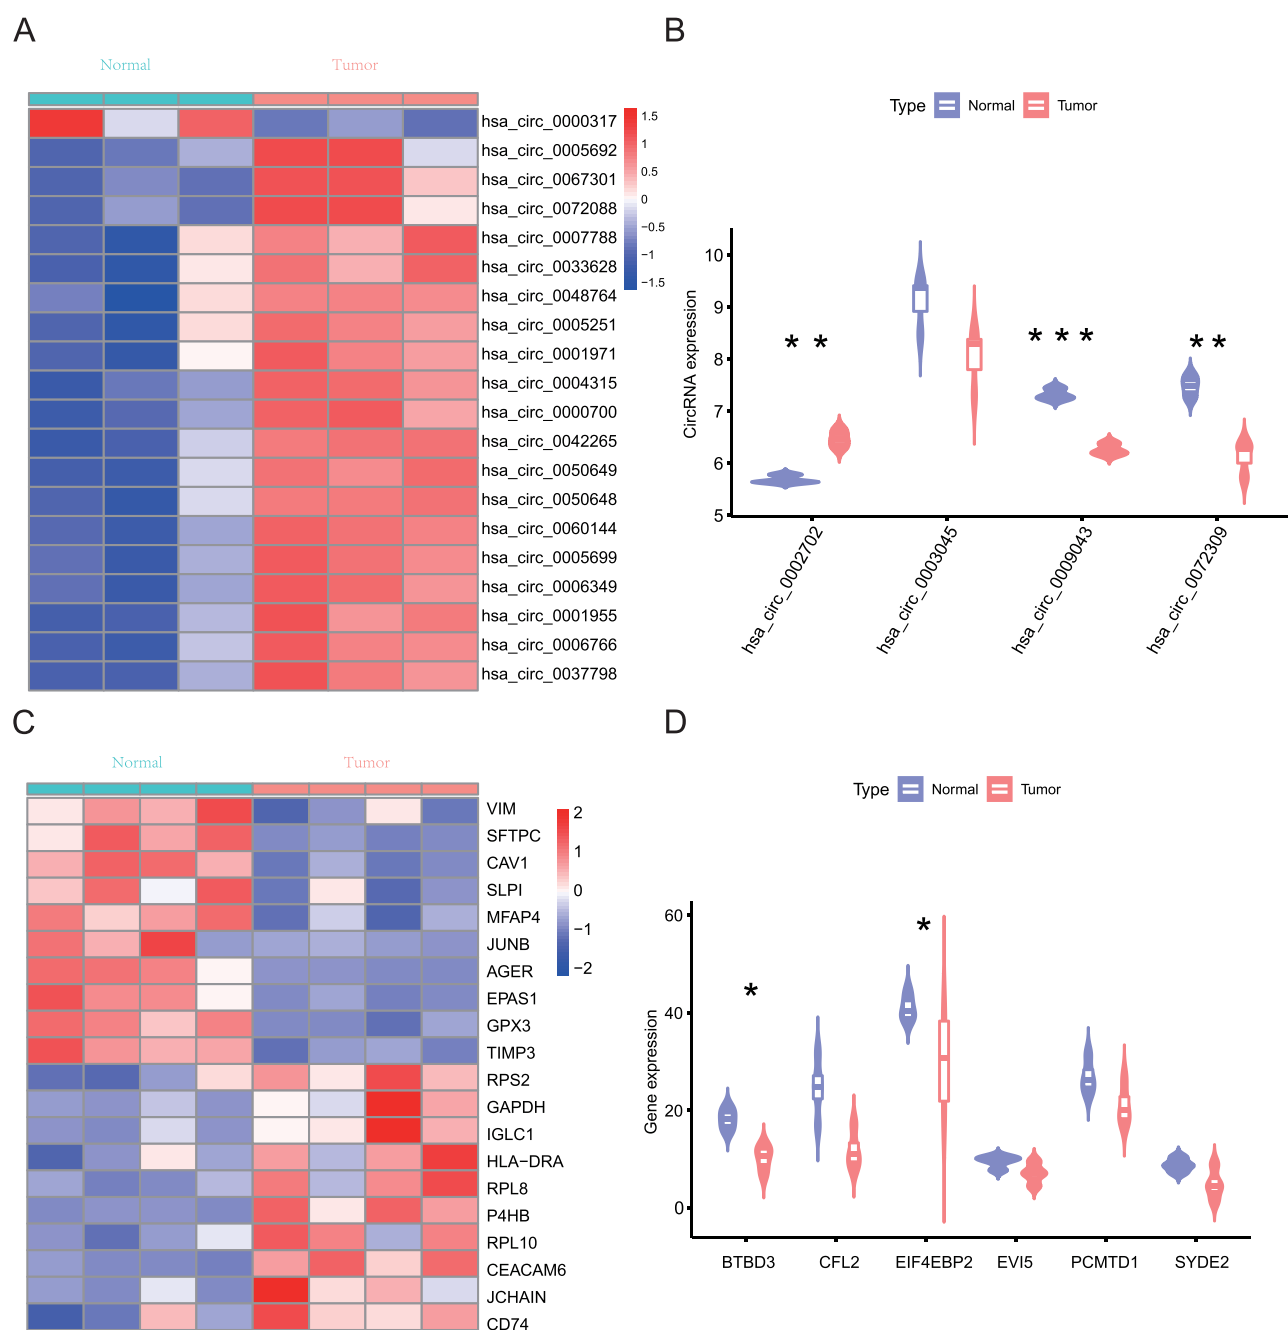 A
Normal
Tumor
hsa_circ_0000317
hsa_circ_0005692
hsa_circ_0067301
hsa_circ_0072088
hsa_circ_0007788
hsa_circ_0033628
hsa_circ_0048764
hsa_circ_0005251
hsa_circ_0001971
hsa_circ_0004315
hsa_circ_0000700
hsa_circ_0042265
hsa_circ_0050649
hsa_circ_0050648
hsa_circ_0060144
hsa_circ_0005699
hsa_circ_0006349
hsa_circ_0001955
hsa_circ_0006766
hsa_circ_0037798
1.5
1
0.5
0
−0.5
−1
−1.5
B
Type Normal Tumor
CircRNA expression
10
9
8
7
6
5
* *
* * *
* *
hsa_circ_0002702
hsa_circ_0003045
hsa_circ_0009043
hsa_circ_0072309
C
Normal
Tumor
VIM
SFTPC
CAV1
SLPI
MFAP4
JUNB
AGER
EPAS1
GPX3
TIMP3
RPS2
GAPDH
IGLC1
HLA−DRA
RPL8
P4HB
RPL10
CEACAM6
JCHAIN
CD74
2
1
0
−1
−2
D
Type Normal Tumor
Gene expression
60
40
20
0
*
*
BTBD3
CFL2
EIF4EBP2
EVI5
PCMTD1
SYDE2